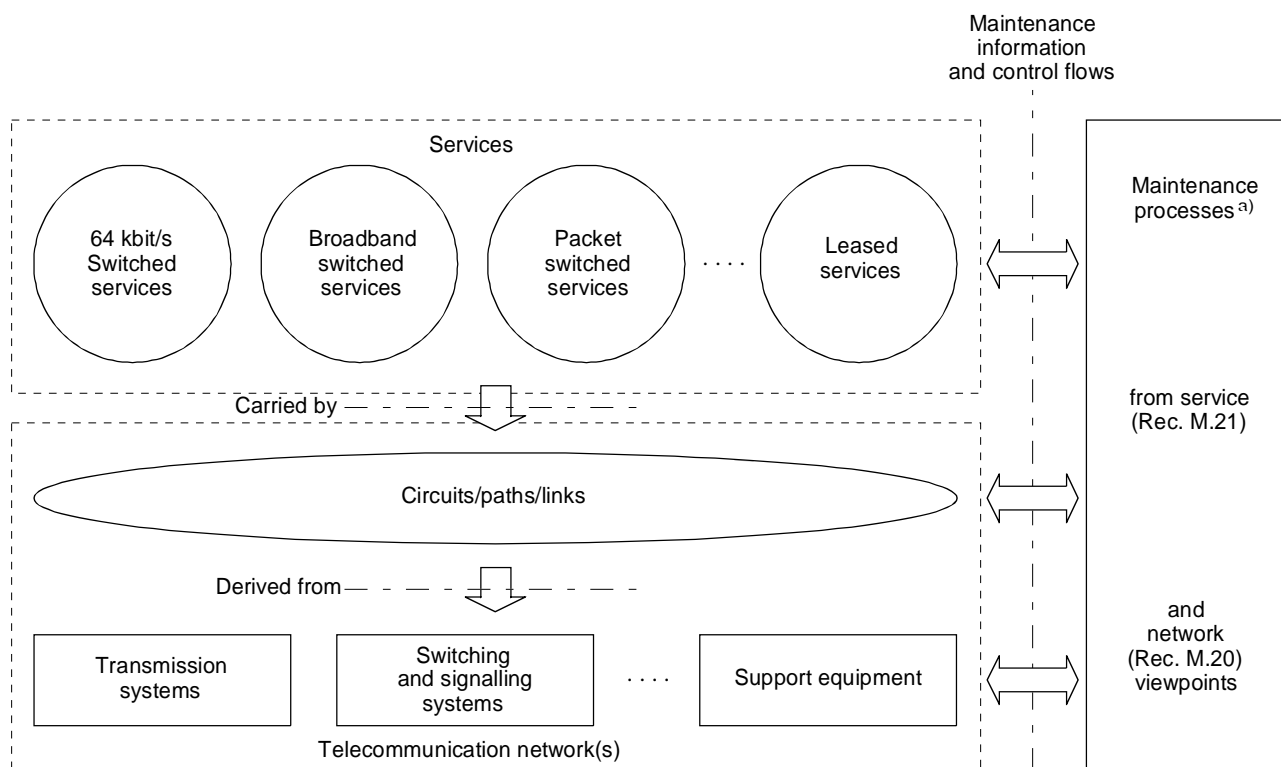 Maintenance
information
and control flows
Services
64 kbit/s
Switched
services
Broadband
switched
services
Packet
switched
services
. . . .
Leased
services
Maintenance
processes a)
Carried by
from service
(Rec. M.21)
Circuits/paths/links
Derived from
Transmission
systems
Switching
and signalling
systems
. . . .
Support equipment
and
network
(Rec. M.20)
viewpoints
Telecommunication network(s)